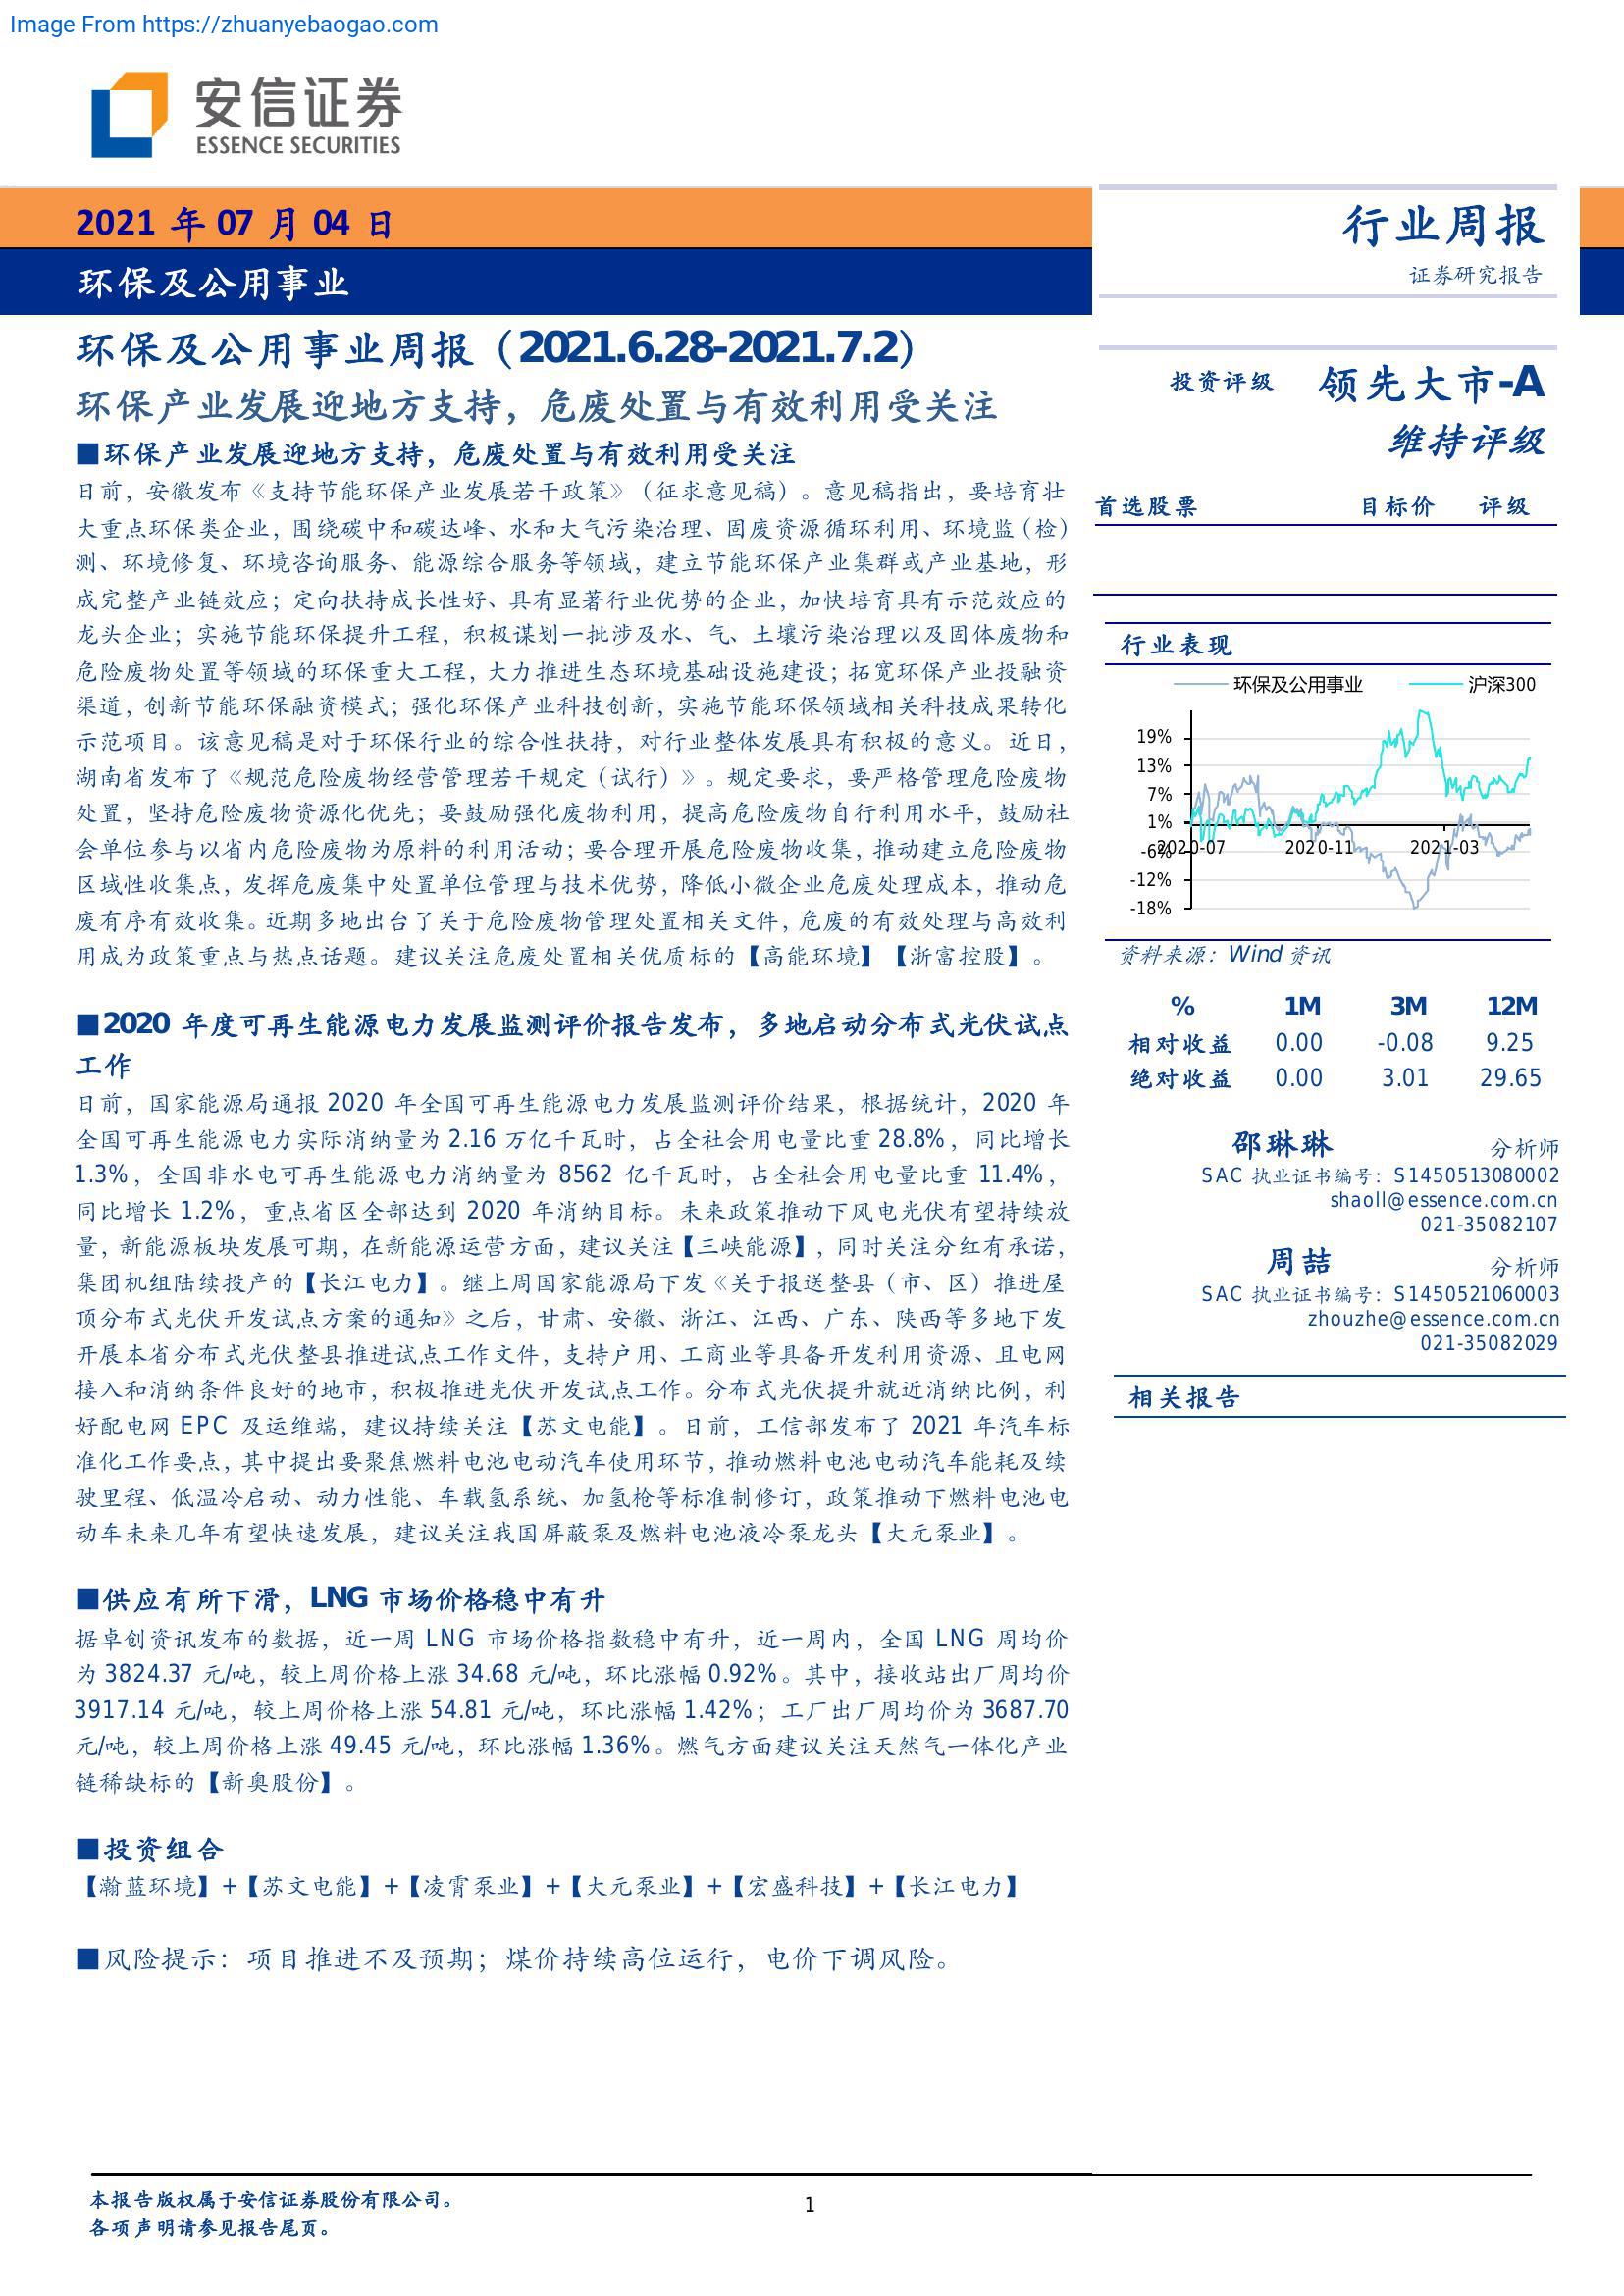 Image From https://zhuanyebaogao.com
安信证券
ESSENCE SECURITIES
2021 年 07 月 04 日
环保及公用事业
行业周报
证券研究报告
环保及公用事业周报（2021.6.28-2021.7.2）
环保产业发展迎地方支持，危废处置与有效利用受关注
■环保产业发展迎地方支持，危废处置与有效利用受关注
日前，安徽发布《支持节能环保产业发展若干政策》（征求意见稿）。意见稿指出，要培育壮
大重点环保类企业，围绕碳中和碳达峰、水和大气污染治理、固废资源循环利用、环境监（检）
测、环境修复、环境咨询服务、能源综合服务等领域，建立节能环保产业集群或产业基地，形
成完整产业链效应；定向扶持成长性好、具有显著行业优势的企业，加快培育具有示范效应的
龙头企业；实施节能环保提升工程，积极谋划一批涉及水、气、土壤污染治理以及固体废物和
危险废物处置等领域的环保重大工程，大力推进生态环境基础设施建设；拓宽环保产业投融资
渠道，创新节能环保融资模式；强化环保产业科技创新，实施节能环保领域相关科技成果转化
示范项目。该意见稿是对于环保行业的综合性扶持，对行业整体发展具有积极的意义。近日，
湖南省发布了《规范危险废物经营管理若干规定（试行）》。规定要求，要严格管理危险废物
处置，坚持危险废物资源化优先；要鼓励强化废物利用，提高危险废物自行利用水平，鼓励社
会单位参与以省内危险废物为原料的利用活动；要合理开展危险废物收集，推动建立危险废物
区域性收集点，发挥危废集中处置单位管理与技术优势，降低小微企业危废处理成本，推动危
废有序有效收集。近期多地出台了关于危险废物管理处置相关文件，危废的有效处理与高效利
用成为政策重点与热点话题。建议关注危废处置相关优质标的【高能环境】【浙富控股】。
■2020 年度可再生能源电力发展监测评价报告发布，多地启动分布式光伏试点
工作
日前，国家能源局通报 2020 年全国可再生能源电力发展监测评价结果，根据统计，2020 年
全国可再生能源电力实际消纳量为 2.16 万亿千瓦时，占全社会用电量比重 28.8%，同比增长
1.3%，全国非水电可再生能源电力消纳量为 8562 亿千瓦时，占全社会用电量比重 11.4%，
同比增长 1.2%，重点省区全部达到 2020 年消纳目标。未来政策推动下风电光伏有望持续放
量，新能源板块发展可期，在新能源运营方面，建议关注【三峡能源】，同时关注分红有承诺，
集团机组陆续投产的【长江电力】。继上周国家能源局下发《关于报送整县（市、区）推进屋
顶分布式光伏开发试点方案的通知》之后，甘肃、安徽、浙江、江西、广东、陕西等多地下发
开展本省分布式光伏整县推进试点工作文件，支持户用、工商业等具备开发利用资源、且电网
接入和消纳条件良好的地市，积极推进光伏开发试点工作。分布式光伏提升就近消纳比例，利
好配电网 EPC 及运维端，建议持续关注【苏文电能】。日前，工信部发布了 2021 年汽车标
准化工作要点，其中提出要聚焦燃料电池电动汽车使用环节，推动燃料电池电动汽车能耗及续
驶里程、低温冷启动、动力性能、车载氢系统、加氢枪等标准制修订，政策推动下燃料电池电
动车未来几年有望快速发展，建议关注我国屏蔽泵及燃料电池液冷泵龙头【大元泵业】。
■供应有所下滑，LNG 市场价格稳中有升
据卓创资讯发布的数据，近一周 LNG 市场价格指数稳中有升，近一周内，全国 LNG 周均价
为 3824.37 元/吨，较上周价格上涨 34.68 元/吨，环比涨幅 0.92%。其中，接收站出厂周均价
3917.14 元/吨，较上周价格上涨 54.81 元/吨，环比涨幅 1.42%；工厂出厂周均价为 3687.70
元/吨，较上周价格上涨 49.45 元/吨，环比涨幅 1.36%。燃气方面建议关注天然气一体化产业
链稀缺标的【新奥股份】。
■投资组合
【瀚蓝环境】+【苏文电能】+【凌霄泵业】+【大元泵业】+【宏盛科技】+【长江电力】
■风险提示：项目推进不及预期；煤价持续高位运行，电价下调风险。
投资评级 领先大市-A
维持评级
首选股票 目标价 评级
行业表现
环保及公用事业 沪深300
19%
13%
7%
1%
-6%
-12%
-18%
2020-07 2020-11 2021-03
资料来源：Wind 资讯
% 1M 3M 12M
相对收益 0.00 -0.08 9.25
绝对收益 0.00 3.01 29.65
邵琳琳 分析师
SAC 执业证书编号：S1450513080002
shaoll@essence.com.cn
021-35082107
周喆 分析师
SAC 执业证书编号：S1450521060003
zhouzhe@essence.com.cn
021-35082029
相关报告
本报告版权属于安信证券股份有限公司。
各项声明请参见报告尾页。
1